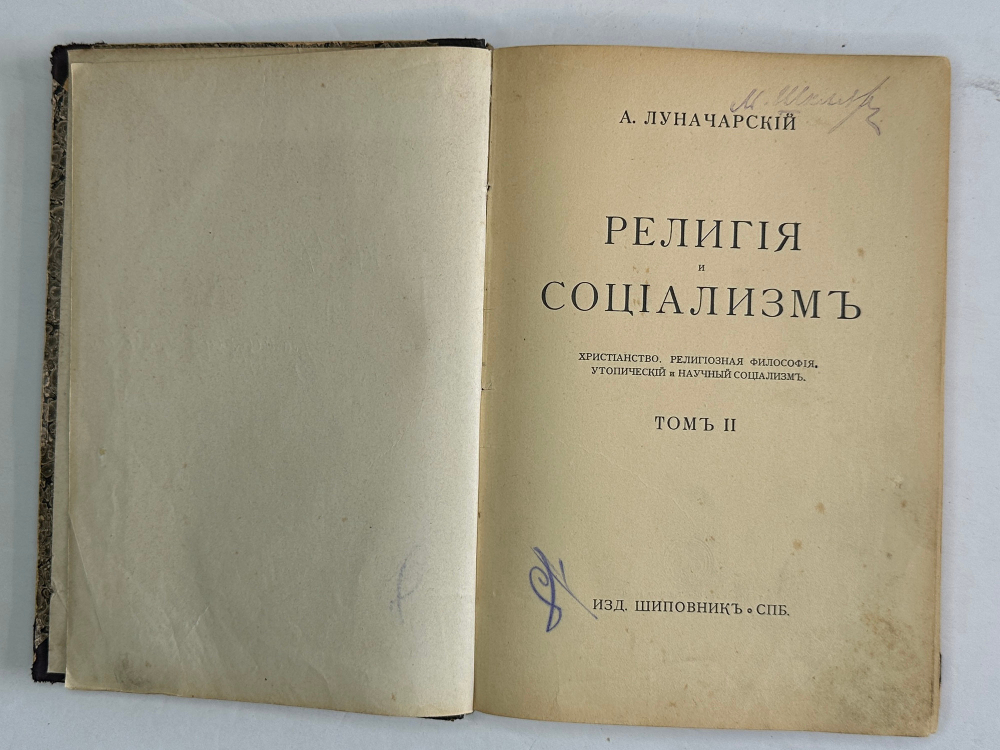 А. ЛУНАЧАРСКІЙ
РЕЛИГІЯ
и
СОЦІАЛИЗМЪ
ХРИСТІАНСТВО. РЕЛИГІОЗНАЯ ФИЛОСОФІЯ.
УТОПИЧЕСКІЙ и НАУЧНЫЙ СОЦІАЛИЗМЪ.
ТОМЪ II
ИЗД. ШИПОВНИКЪ ∘ СПБ.